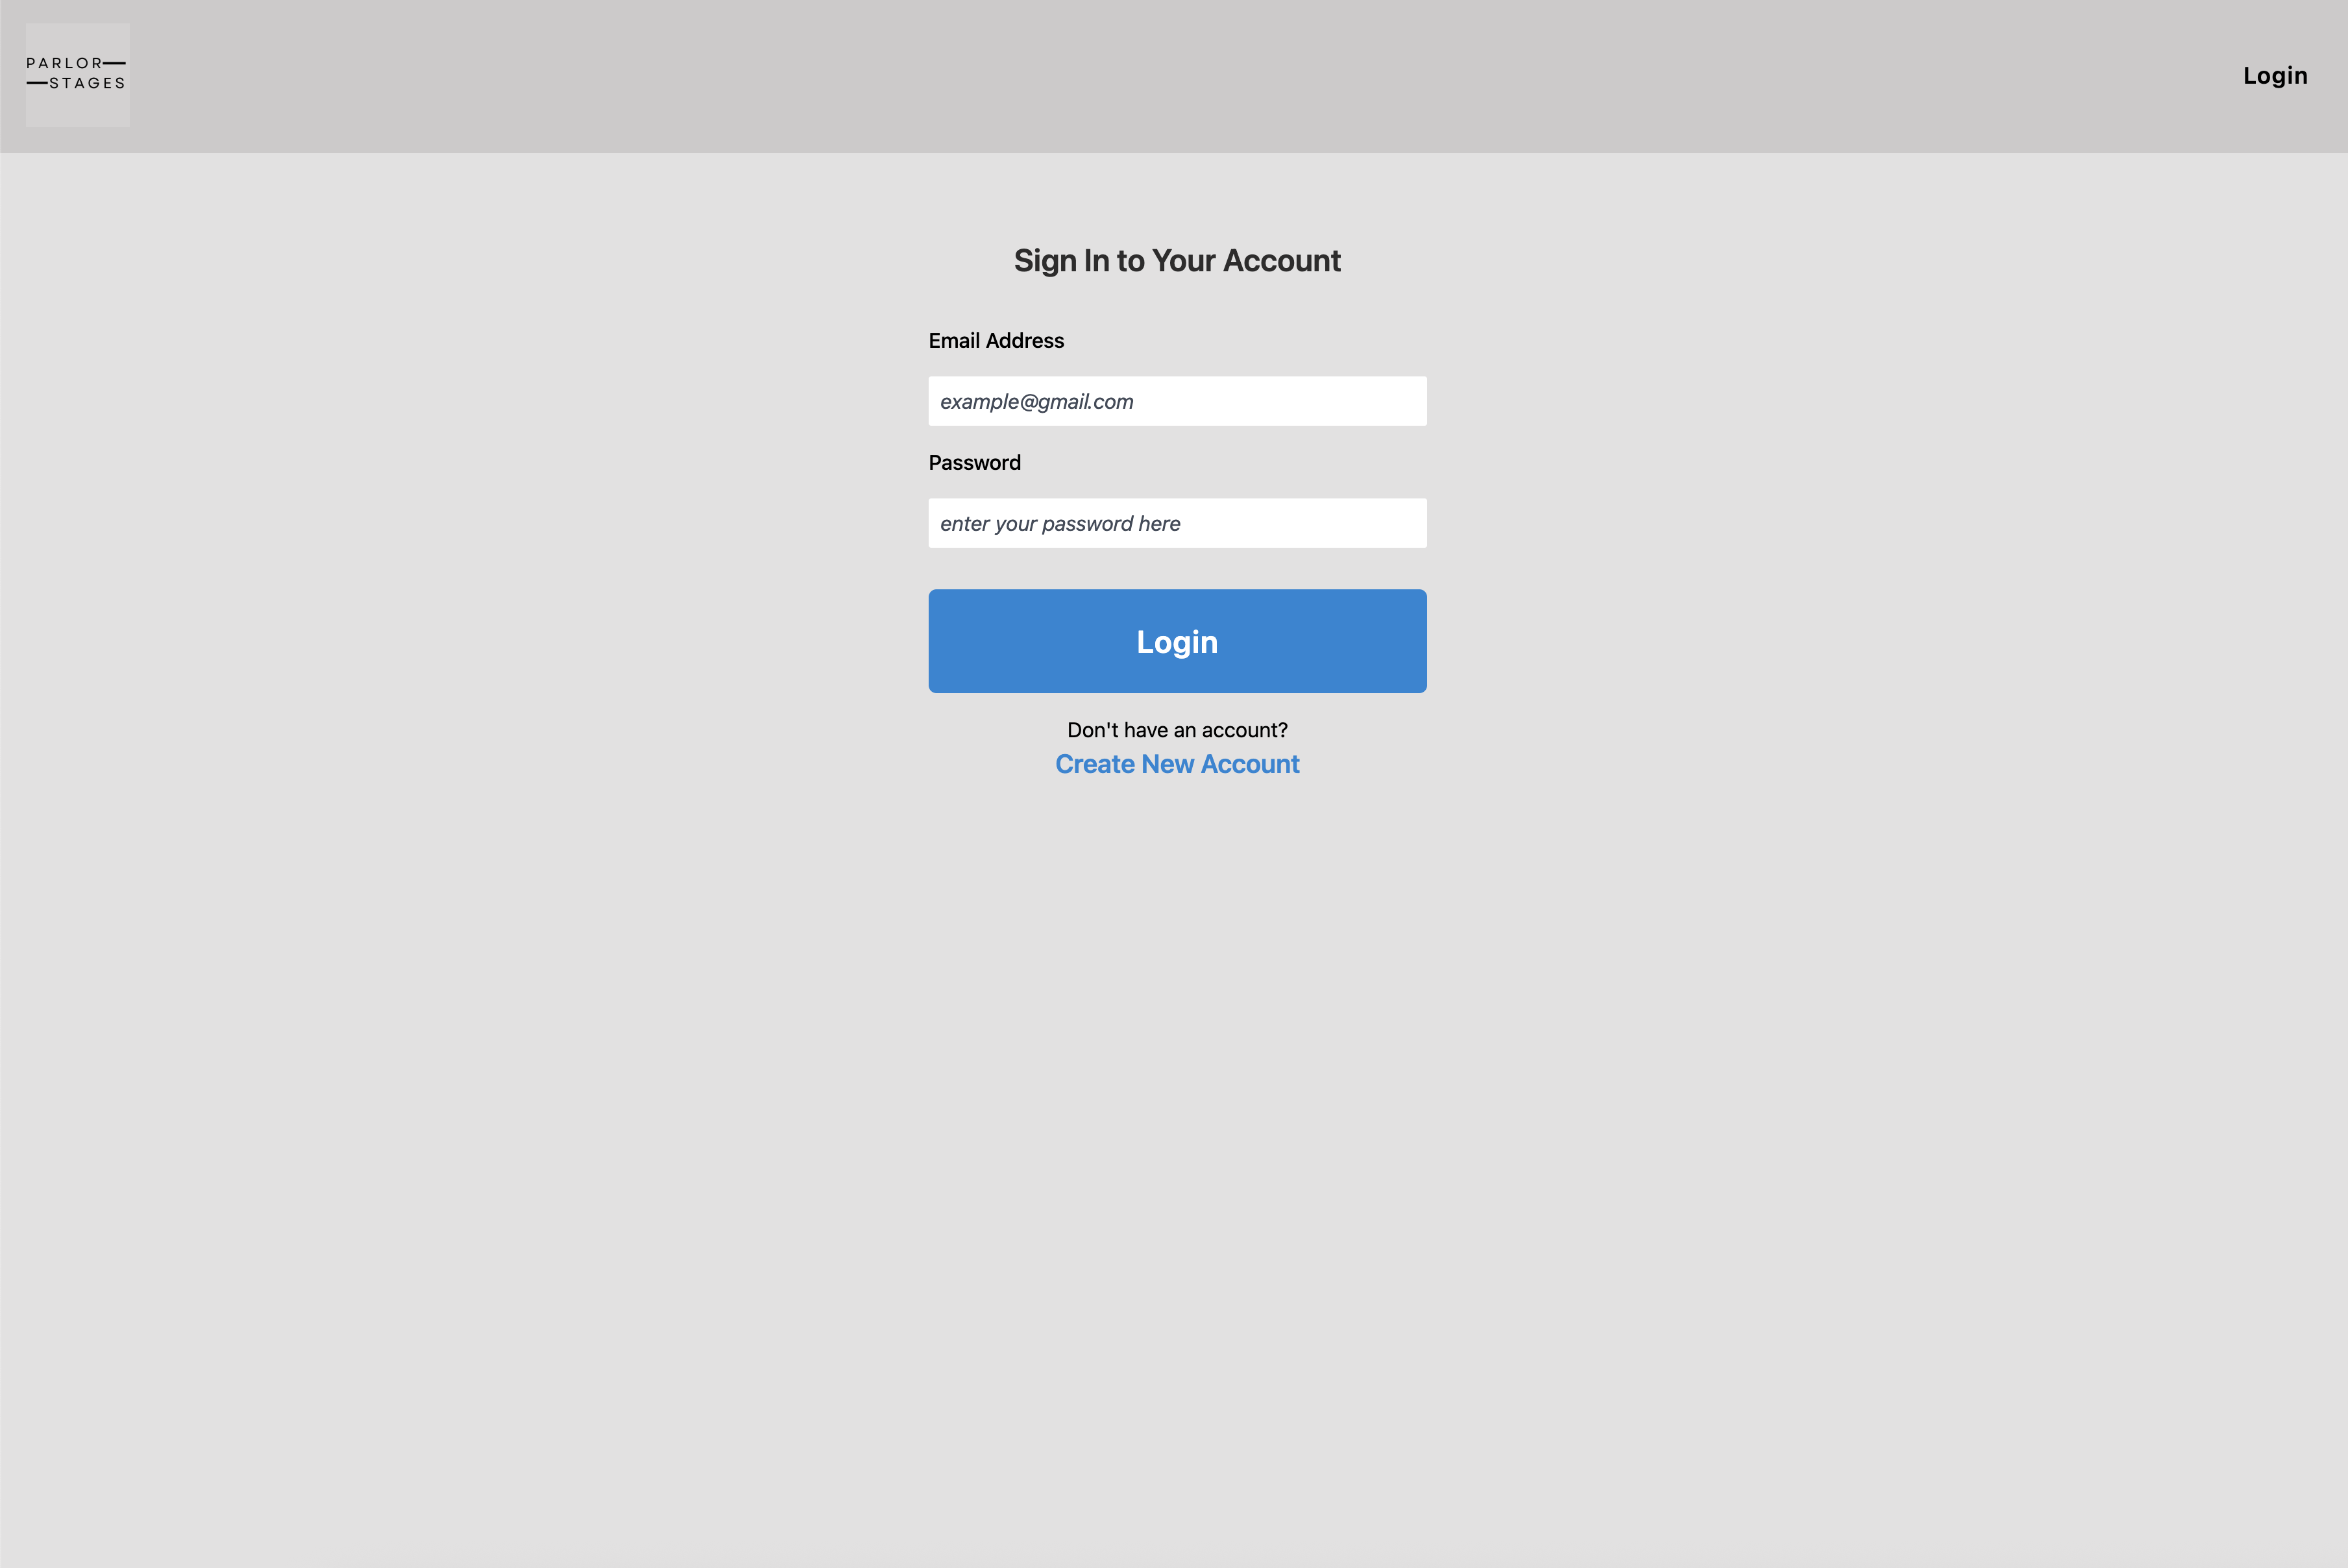 PARLOR
STAGES
Login
Sign In to Your Account
Email Address
example@gmail.com
Password
enter your password here
Login
Don't have an account?
Create New Account